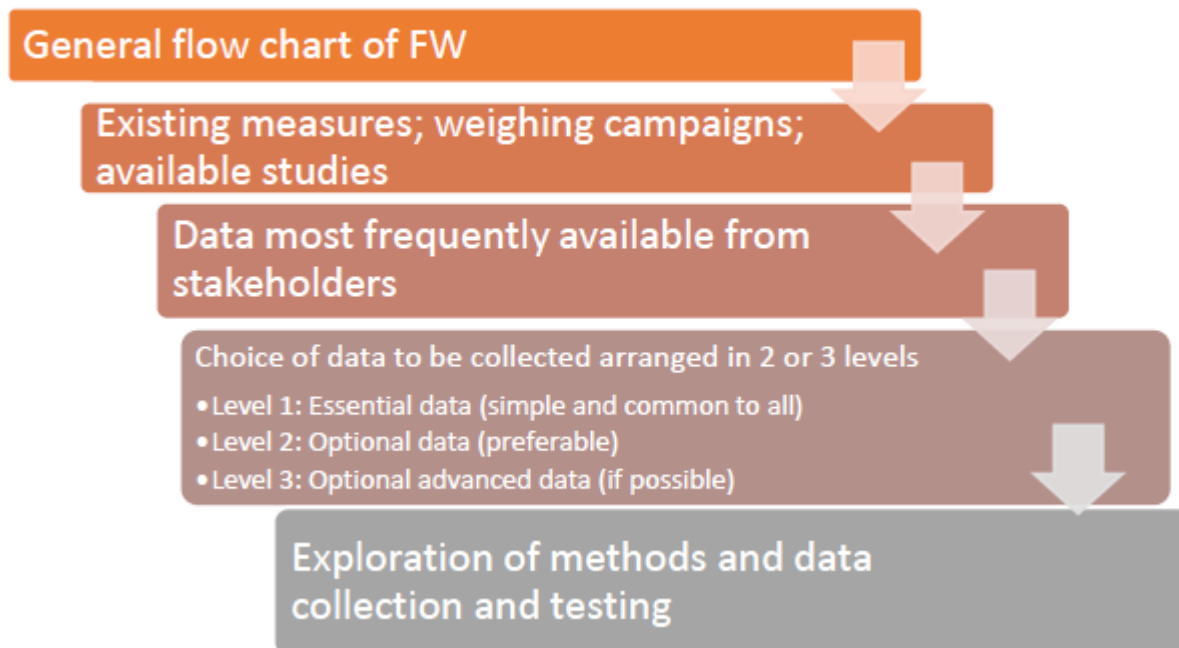 General flow chart of FW
Existing measures; weighing campaigns;
available studies
Data most frequently available from
stakeholders
Choice of data to be collected arranged in 2 or 3 levels
•Level 1: Essential data (simple and common to all)
•Level 2: Optional data (preferable)
•Level 3: Optional advanced data (if possible)
Exploration of methods and data
collection and testing